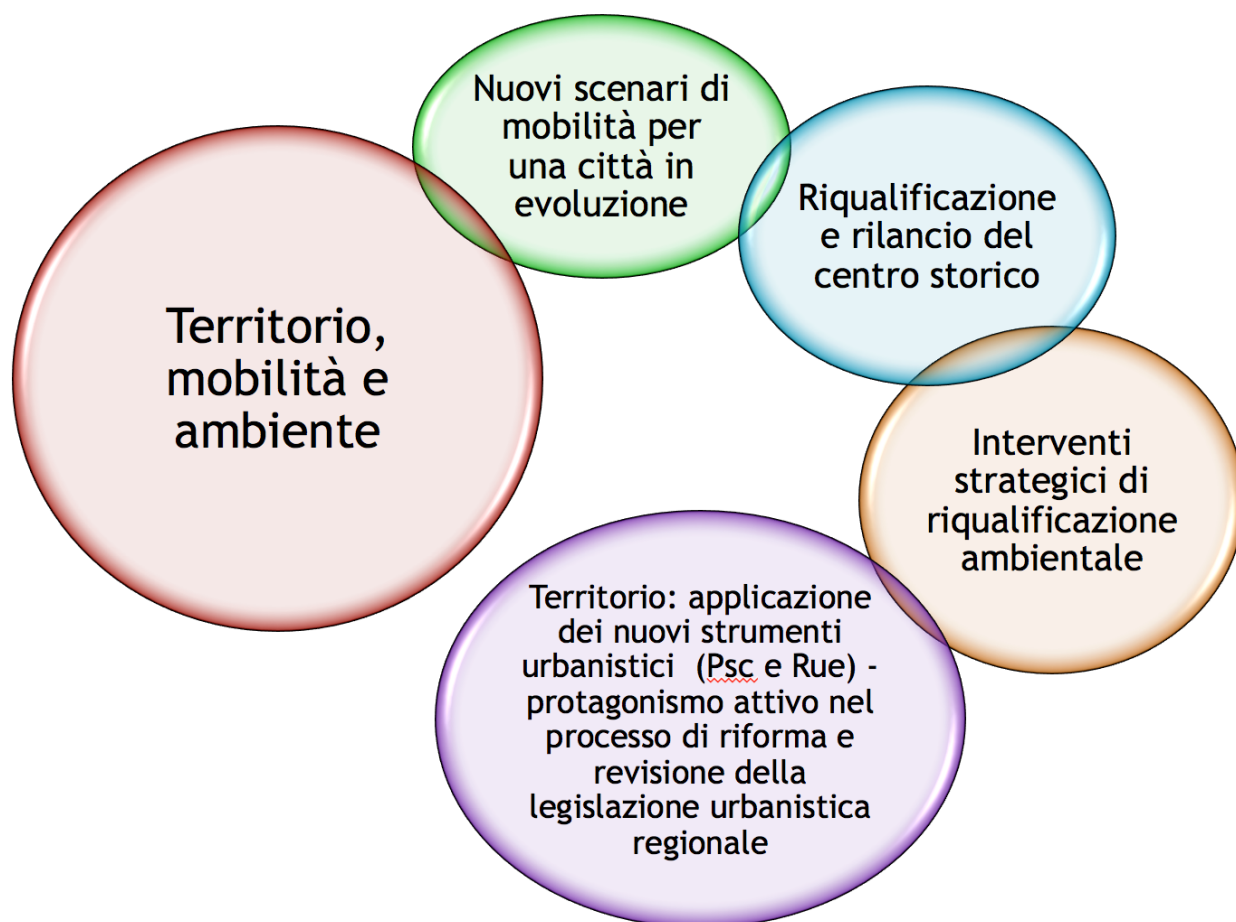 Territorio,
mobilità e
ambiente
Nuovi scenari di
mobilità per
una città in
evoluzione
Riqualificazione
e rilancio del
centro storico
Interventi
strategici di
riqualificazione
ambientale
Territorio: applicazione
dei nuovi strumenti
urbanistici  (Psc e Rue) -
protagonismo attivo nel
processo di riforma e
revisione della
legislazione urbanistica
regionale